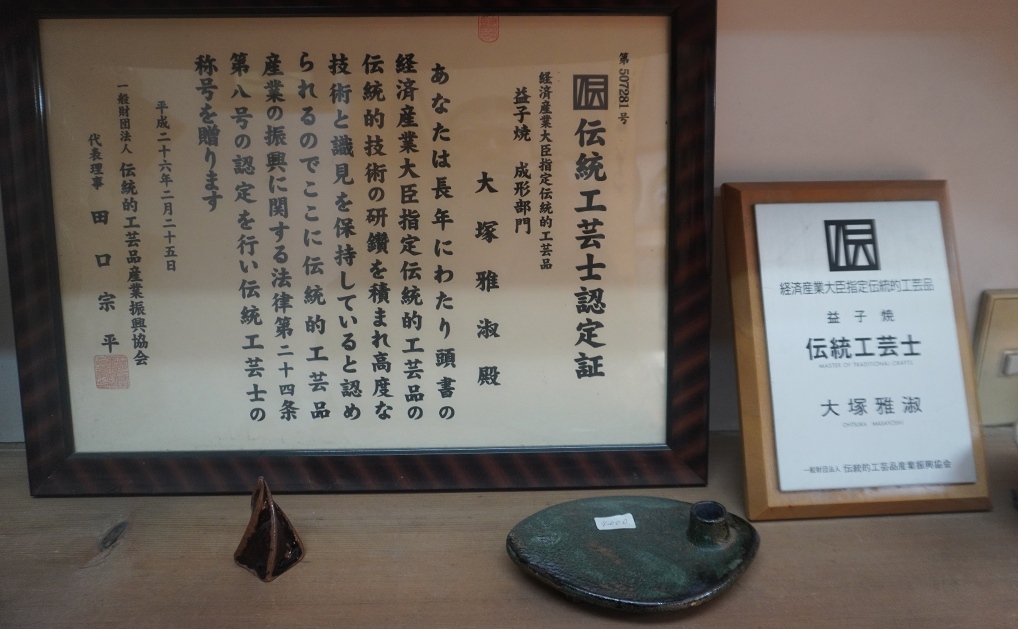 第507281号
伝統工芸士認定証
経済産業大臣指定伝統的工芸品
益子焼 成形部門
大塚雅淑殿
あなたは長年にわたり頭書の
経済産業大臣指定伝統的工芸品の
伝統的技術の研鑽を積まれ高度な
技術と識見を保持していると認め
られるのでここに伝統的工芸品
産業の振興に関する法律第二十四条
第八号の認定を行い伝統工芸士の
称号を贈ります
平成二十六年二月二十五日
一般財団法人 伝統的工芸品産業振興協会
代表理事 田口宗平
経済産業大臣指定伝統的工芸品
益子焼
伝統工芸士
MASTER OF TRADITIONAL CRAFTS
大塚雅淑
OHTSUKA MASAYOSHI
一般財団法人 伝統的工芸品産業振興協会